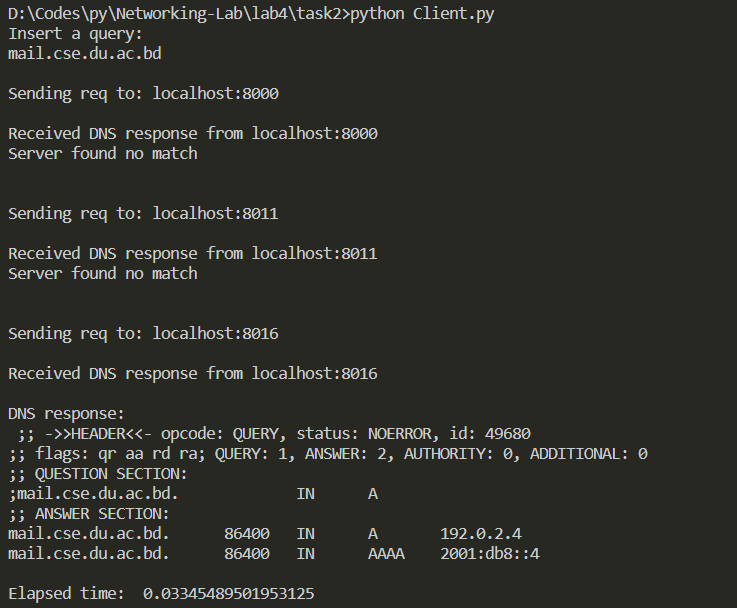 D:\Codes\py\Networking-Lab\lab4\task2>python Client.py
Insert a query:
mail.cse.du.ac.bd
Sending req to: localhost:8000
Received DNS response from localhost:8000
Server found no match
Sending req to: localhost:8011
Received DNS response from localhost:8011
Server found no match
Sending req to: localhost:8016
Received DNS response from localhost:8016
DNS response:
;; ->>HEADER<<- opcode: QUERY, status: NOERROR, id: 49680
;; flags: qr aa rd ra; QUERY: 1, ANSWER: 2, AUTHORITY: 0, ADDITIONAL: 0
;; QUESTION SECTION:
;mail.cse.du.ac.bd. IN A
;; ANSWER SECTION:
mail.cse.du.ac.bd. 86400 IN A 192.0.2.4
mail.cse.du.ac.bd. 86400 IN AAAA 2001:db8::4
Elapsed time: 0.03345489501953125